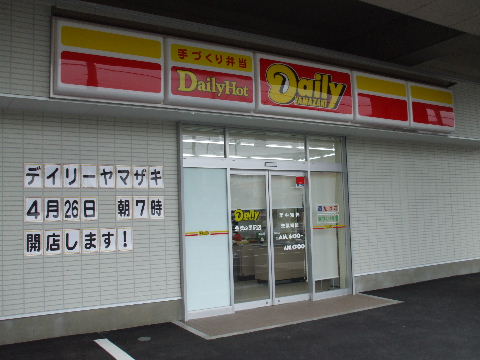 手づくり弁当
DailyHot
Daily
YAMAZAKI
デイリーヤマザキ
4月26日 朝7時
開店します!
Daily